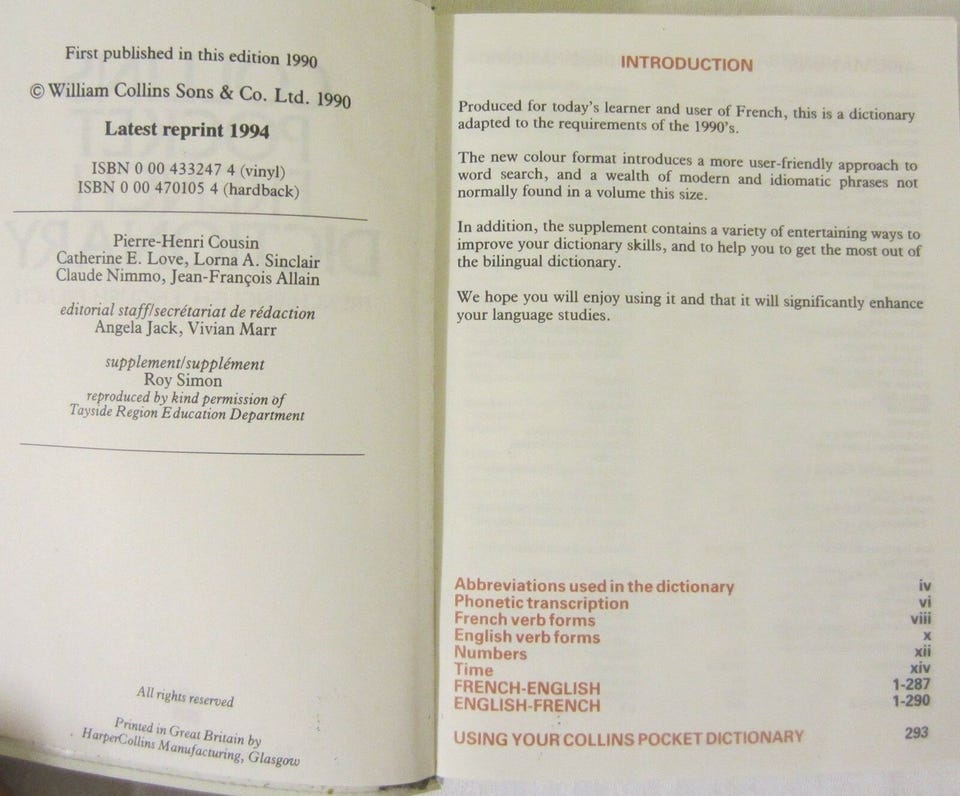 First published in this edition 1990
© William Collins Sons & Co. Ltd. 1990
Latest reprint 1994
ISBN 0 00 433247 4 (vinyl)
ISBN 0 00 470105 4 (hardback)
Pierre-Henri Cousin
Catherine E. Love, Lorna A. Sinclair
Claude Nimmo, Jean-François Allain
editorial staff/secrétariat de rédaction
Angela Jack, Vivian Marr
supplement/supplément
Roy Simon
reproduced by kind permission of
Tayside Region Education Department
All rights reserved
Printed in Great Britain by
HarperCollins Manufacturing, Glasgow
INTRODUCTION
Produced for today's learner and user of French, this is a dictionary
adapted to the requirements of the 1990's.
The new colour format introduces a more user-friendly approach to
word search, and a wealth of modern and idiomatic phrases not
normally found in a volume this size.
In addition, the supplement contains a variety of entertaining ways to
improve your dictionary skills, and to help you to get the most out of
the bilingual dictionary.
We hope you will enjoy using it and that it will significantly enhance
your language studies.
Abbreviations used in the dictionary iv
Phonetic transcription vi
French verb forms viii
English verb forms x
Numbers xii
Time xiv
FRENCH-ENGLISH 1-287
ENGLISH-FRENCH 1-290
USING YOUR COLLINS POCKET DICTIONARY 293